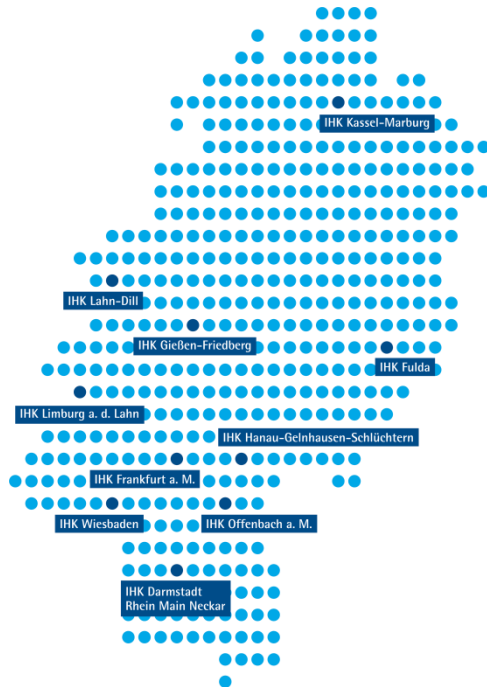 IHK Kassel-Marburg
IHK Lahn-Dill
IHK Gießen-Friedberg
IHK Fulda
IHK Limburg a. d. Lahn
IHK Hanau-Gelnhausen-Schlüchtern
IHK Frankfurt a. M.
IHK Wiesbaden
IHK Offenbach a. M.
IHK Darmstadt
Rhein Main Neckar